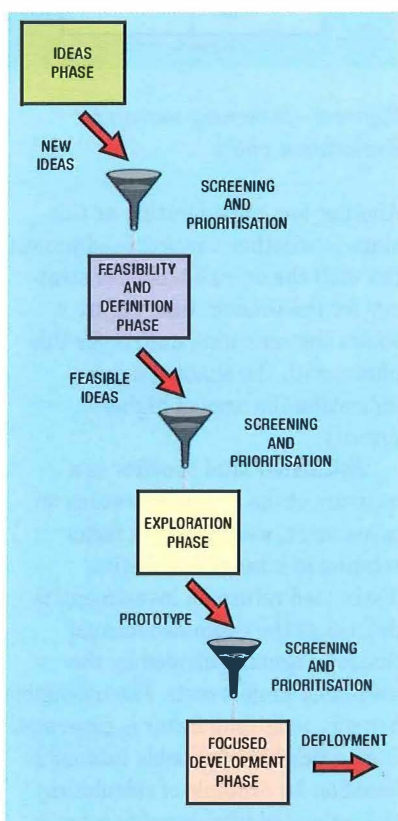 IDEAS
PHASE
NEW
IDEAS
SCREENING
AND
PRIORITISATION
FEASIBILITY
AND
DEFINITION
PHASE
FEASIBLE
IDEAS
SCREENING
AND
PRIORITISATION
EXPLORATION
PHASE
PROTOTYPE
SCREENING
AND
PRIORITISATION
FOCUSED
DEVELOPMENT
PHASE
DEPLOYMENT